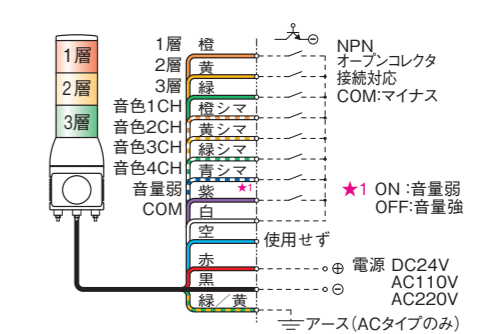 1層
2層
3層
1層 橙
2層 黄
3層 緑
音色1CH 橙シマ
音色2CH 黄シマ
音色3CH 緑シマ
音色4CH 青シマ
音量弱 紫 ★1
COM 白
空
赤
黒
緑／黄
NPN
オープンコレクタ
接続対応
COM:マイナス
★1 ON :音量弱
OFF:音量強
使用せず
⊕ 電源 DC24V
AC110V
⊖ AC220V
アース(ACタイプのみ)